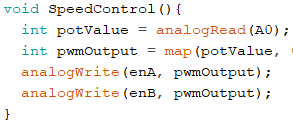 void SpeedControl(){
int potValue = analogRead(A0);
int pwmOutput = map(potValue,
analogWrite(enA, pwmOutput);
analogWrite(enB, pwmOutput);
}